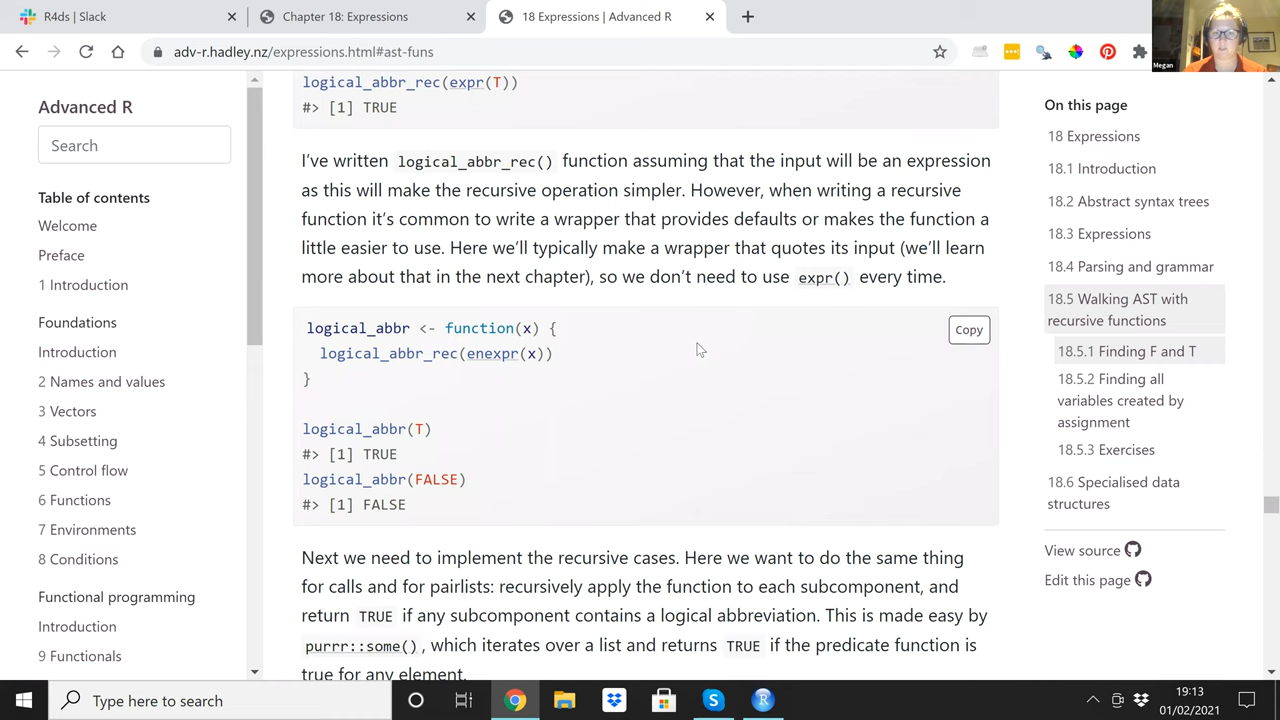 R4ds | Slack
Chapter 18: Expressions
18 Expressions | Advanced R
adv-r.hadley.nz/expressions.html#ast-funs
Megan
Advanced R
Search
Table of contents
Welcome
Preface
1 Introduction
Foundations
Introduction
2 Names and values
3 Vectors
4 Subsetting
5 Control flow
6 Functions
7 Environments
8 Conditions
Functional programming
Introduction
9 Functionals
logical_abbr_rec(expr(T))
#> [1] TRUE
I've written logical_abbr_rec() function assuming that the input will be an expression
as this will make the recursive operation simpler. However, when writing a recursive
function it's common to write a wrapper that provides defaults or makes the function a
little easier to use. Here we'll typically make a wrapper that quotes its input (we'll learn
more about that in the next chapter), so we don't need to use expr() every time.
logical_abbr <- function(x) {
logical_abbr_rec(enexpr(x))
}
logical_abbr(T)
#> [1] TRUE
logical_abbr(FALSE)
#> [1] FALSE
Copy
Next we need to implement the recursive cases. Here we want to do the same thing
for calls and for pairlists: recursively apply the function to each subcomponent, and
return TRUE if any subcomponent contains a logical abbreviation. This is made easy by
purrr::some(), which iterates over a list and returns TRUE if the predicate function is
true for any element.
On this page
18 Expressions
18.1 Introduction
18.2 Abstract syntax trees
18.3 Expressions
18.4 Parsing and grammar
18.5 Walking AST with
recursive functions
18.5.1 Finding F and T
18.5.2 Finding all
variables created by
assignment
18.5.3 Exercises
18.6 Specialised data
structures
View source
Edit this page
Type here to search
19:13
01/02/2021